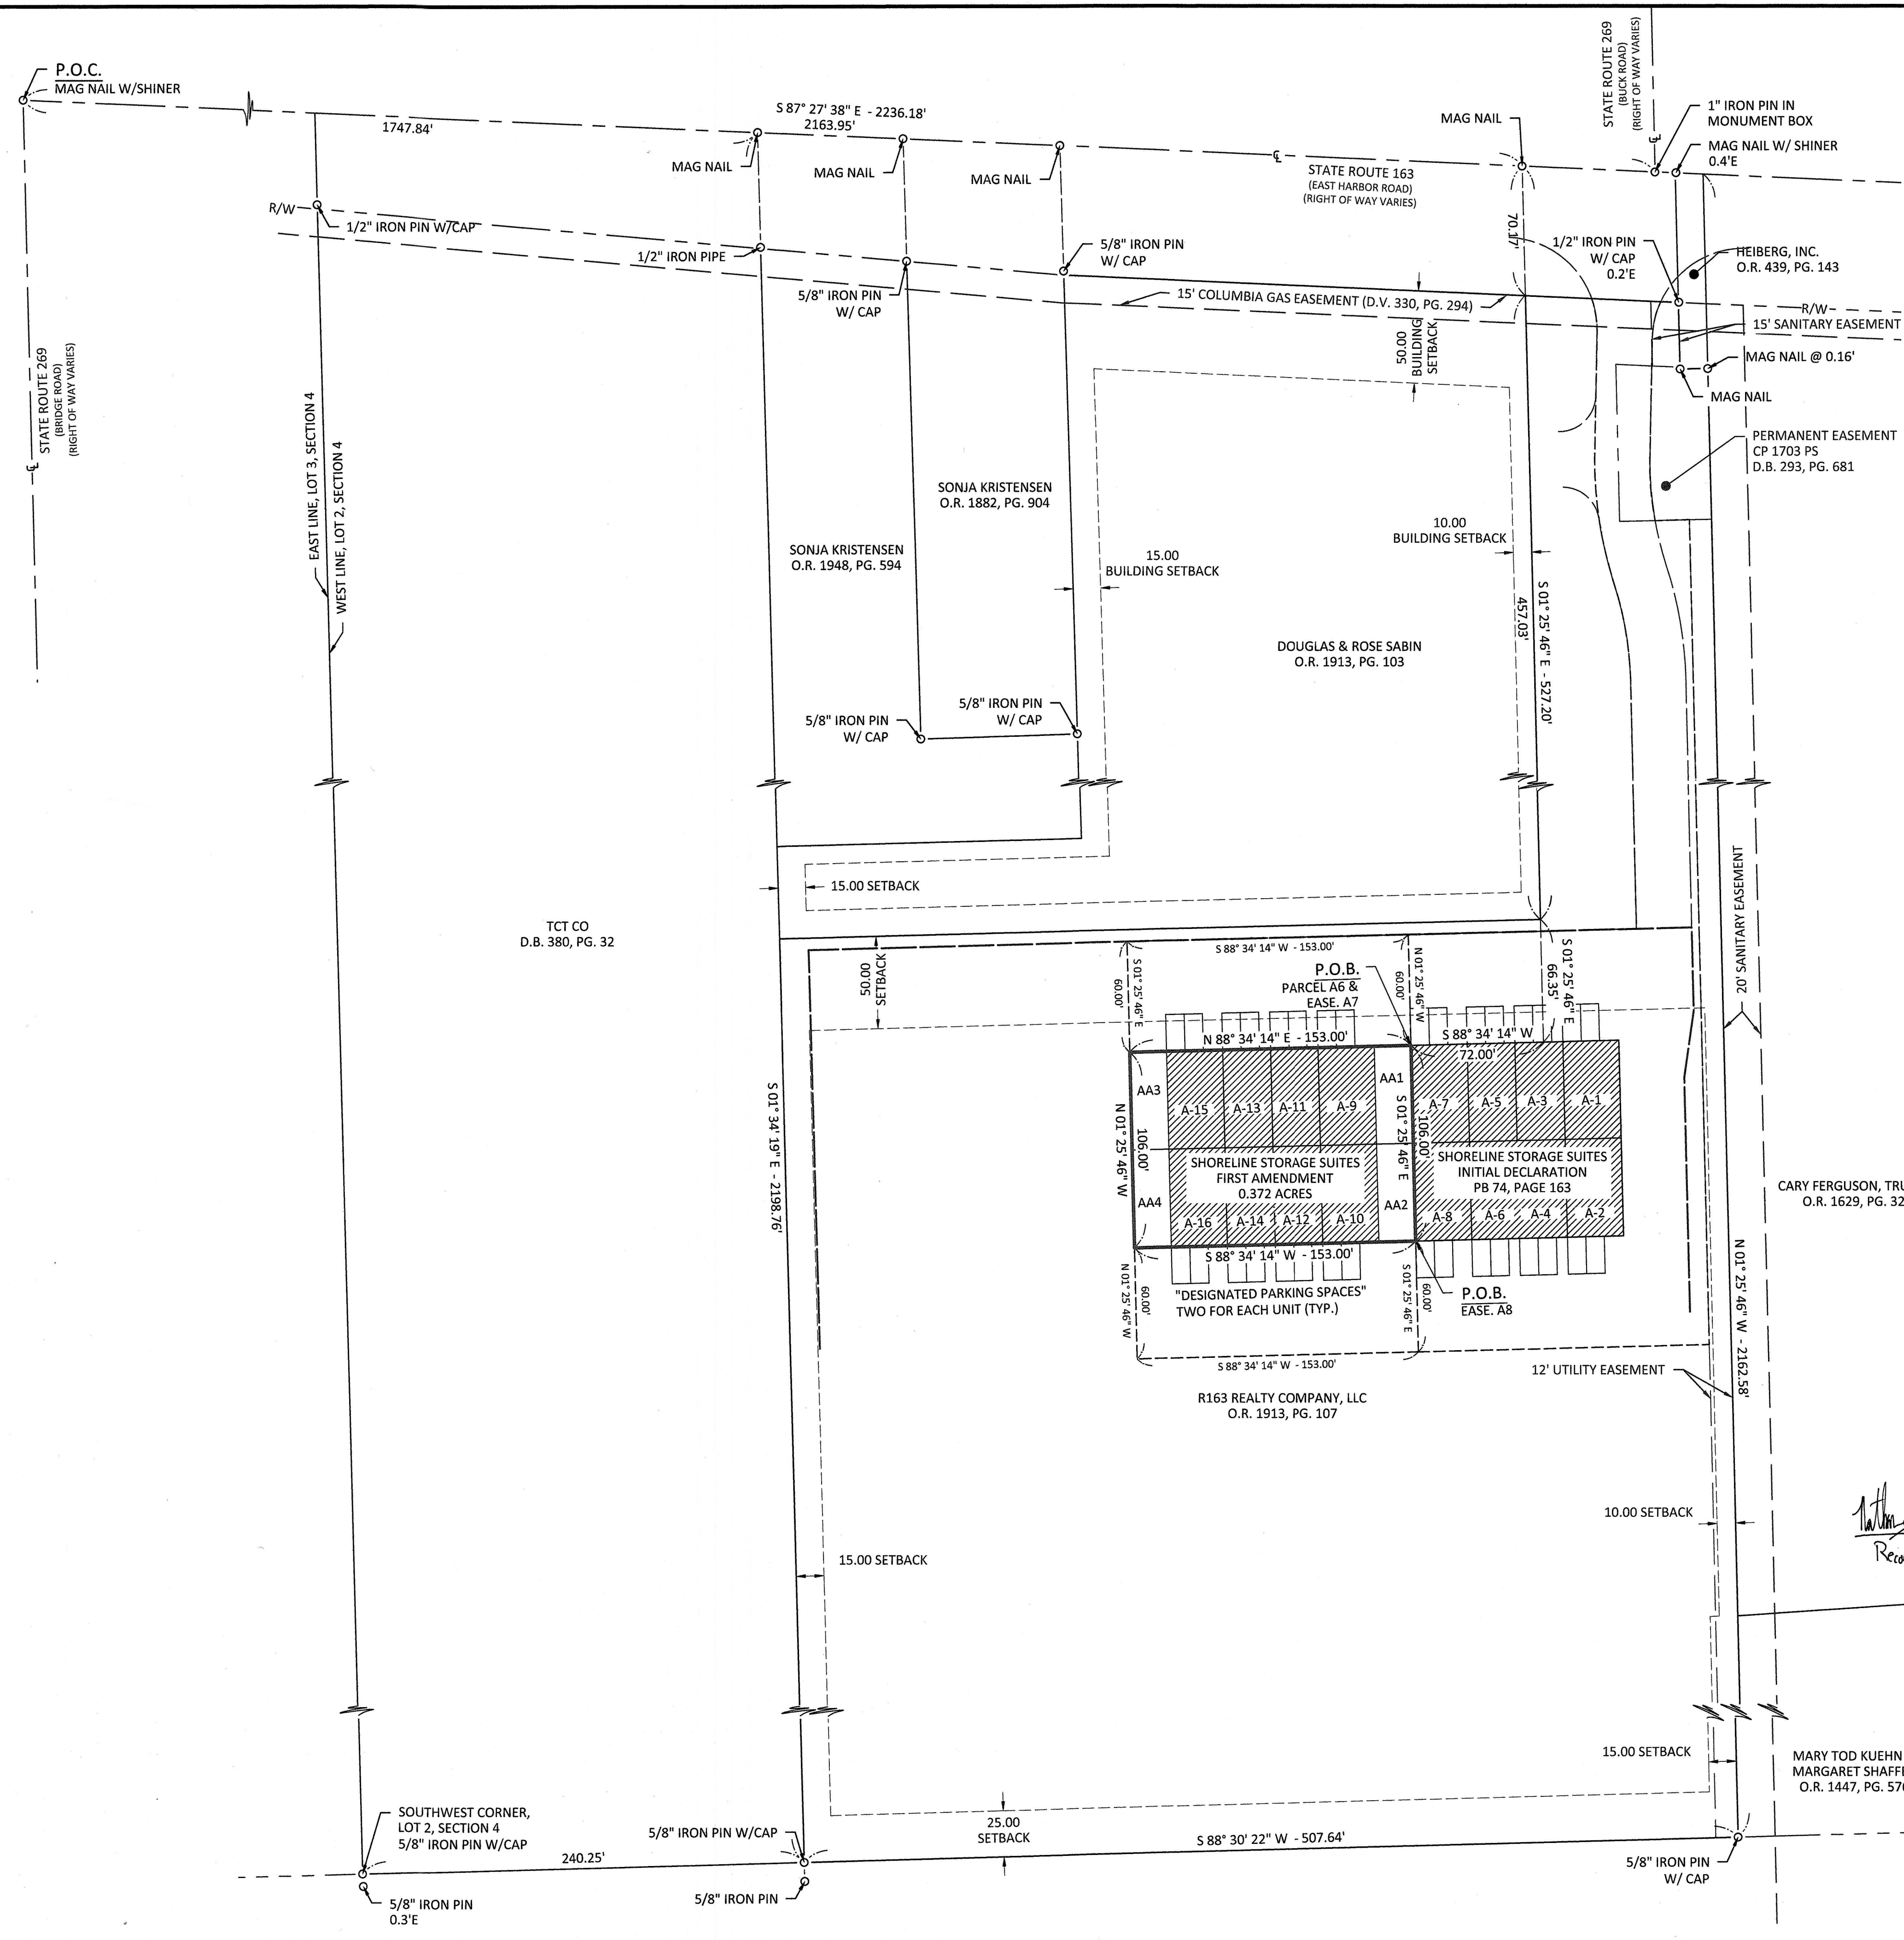 P.O.C.
MAG NAIL W/SHINER
1747.84'
S 87° 27' 38" E - 2236.18'
2163.95'
MAG NAIL
MAG NAIL
MAG NAIL
MAG NAIL
STATE ROUTE 163
(EAST HARBOR ROAD)
(RIGHT OF WAY VARIES)
STATE ROUTE 269
(BUCK ROAD)
(RIGHT OF WAY VARIES)
1" IRON PIN IN
MONUMENT BOX
MAG NAIL W/ SHINER
0.4'E
R/W
1/2" IRON PIN W/CAP
1/2" IRON PIPE
5/8" IRON PIN
W/ CAP
5/8" IRON PIN
W/ CAP
15' COLUMBIA GAS EASEMENT (D.V. 330, PG. 294)
70.17'
1/2" IRON PIN
W/ CAP
0.2'E
HEIBERG, INC.
O.R. 439, PG. 143
R/W
15' SANITARY EASEMENT
MAG NAIL @ 0.16'
MAG NAIL
PERMANENT EASEMENT
CP 1703 PS
D.B. 293, PG. 681
STATE ROUTE 269
(BRIDGE ROAD)
(RIGHT OF WAY VARIES)
EAST LINE, LOT 3, SECTION 4
WEST LINE, LOT 2, SECTION 4
50.00
BUILDING
SETBACK
SONJA KRISTENSEN
O.R. 1882, PG. 904
SONJA KRISTENSEN
O.R. 1948, PG. 594
15.00
BUILDING SETBACK
10.00
BUILDING SETBACK
DOUGLAS & ROSE SABIN
O.R. 1913, PG. 103
457.03'
S 01° 25' 46" E - 527.20'
5/8" IRON PIN
W/ CAP
5/8" IRON PIN
W/ CAP
15.00 SETBACK
TCT CO
D.B. 380, PG. 32
20' SANITARY EASEMENT
50.00
SETBACK
S 88° 34' 14" W - 153.00'
S 01° 25' 46" E
60.00'
P.O.B.
PARCEL A6 &
EASE. A7
N 01° 25' 46" W
60.00'
S 01° 25' 46" E
66.35'
N 88° 34' 14" E - 153.00'
S 88° 34' 14" W
72.00'
AA3
AA1
A-15
A-13
A-11
A-9
A-7
A-5
A-3
A-1
N 01° 25' 46" W
106.00'
S 01° 25' 46" E
106.00'
SHORELINE STORAGE SUITES
FIRST AMENDMENT
0.372 ACRES
SHORELINE STORAGE SUITES
INITIAL DECLARATION
PB 74, PAGE 163
AA4
AA2
A-16
A-14
A-12
A-10
A-8
A-6
A-4
A-2
S 88° 34' 14" W - 153.00'
N 01° 25' 46" W
60.00'
"DESIGNATED PARKING SPACES"
TWO FOR EACH UNIT (TYP.)
S 01° 25' 46" E
60.00'
P.O.B.
EASE. A8
S 88° 34' 14" W - 153.00'
S 01° 34' 19" E - 2198.76'
R163 REALTY COMPANY, LLC
O.R. 1913, PG. 107
12' UTILITY EASEMENT
N 01° 25' 46" W - 2162.58'
CARY FERGUSON,
O.R. 1629, PG. 32
10.00 SETBACK
15.00 SETBACK
15.00 SETBACK
MARY TOD KUEHN
MARGARET
O.R. 1447, PG.
SOUTHWEST CORNER,
LOT 2, SECTION 4
5/8" IRON PIN W/CAP
240.25'
5/8" IRON PIN W/CAP
25.00
SETBACK
S 88° 30' 22" W - 507.64'
5/8" IRON PIN
W/ CAP
5/8" IRON PIN
0.3'E
5/8" IRON PIN